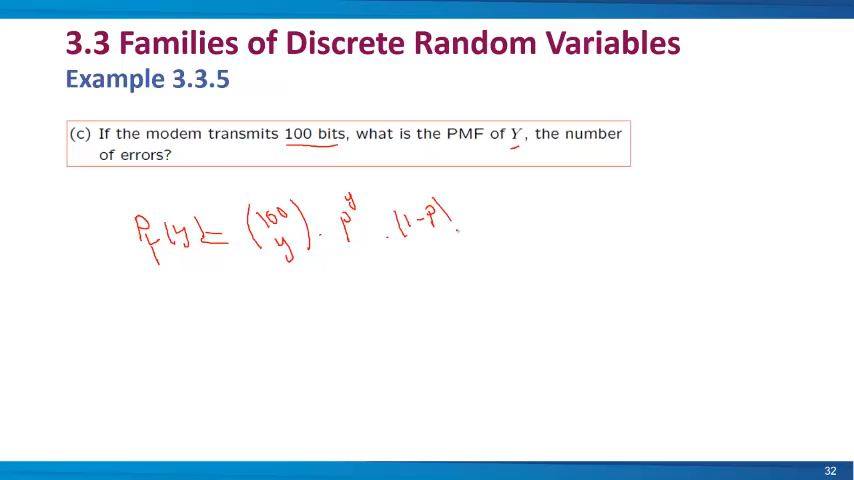 3.3 Families of Discrete Random Variables
Example 3.3.5
(c) If the modem transmits 100 bits, what is the PMF of Y, the number
of errors?
P_Y(y) = (100 y) · p^y · (1-p)
32